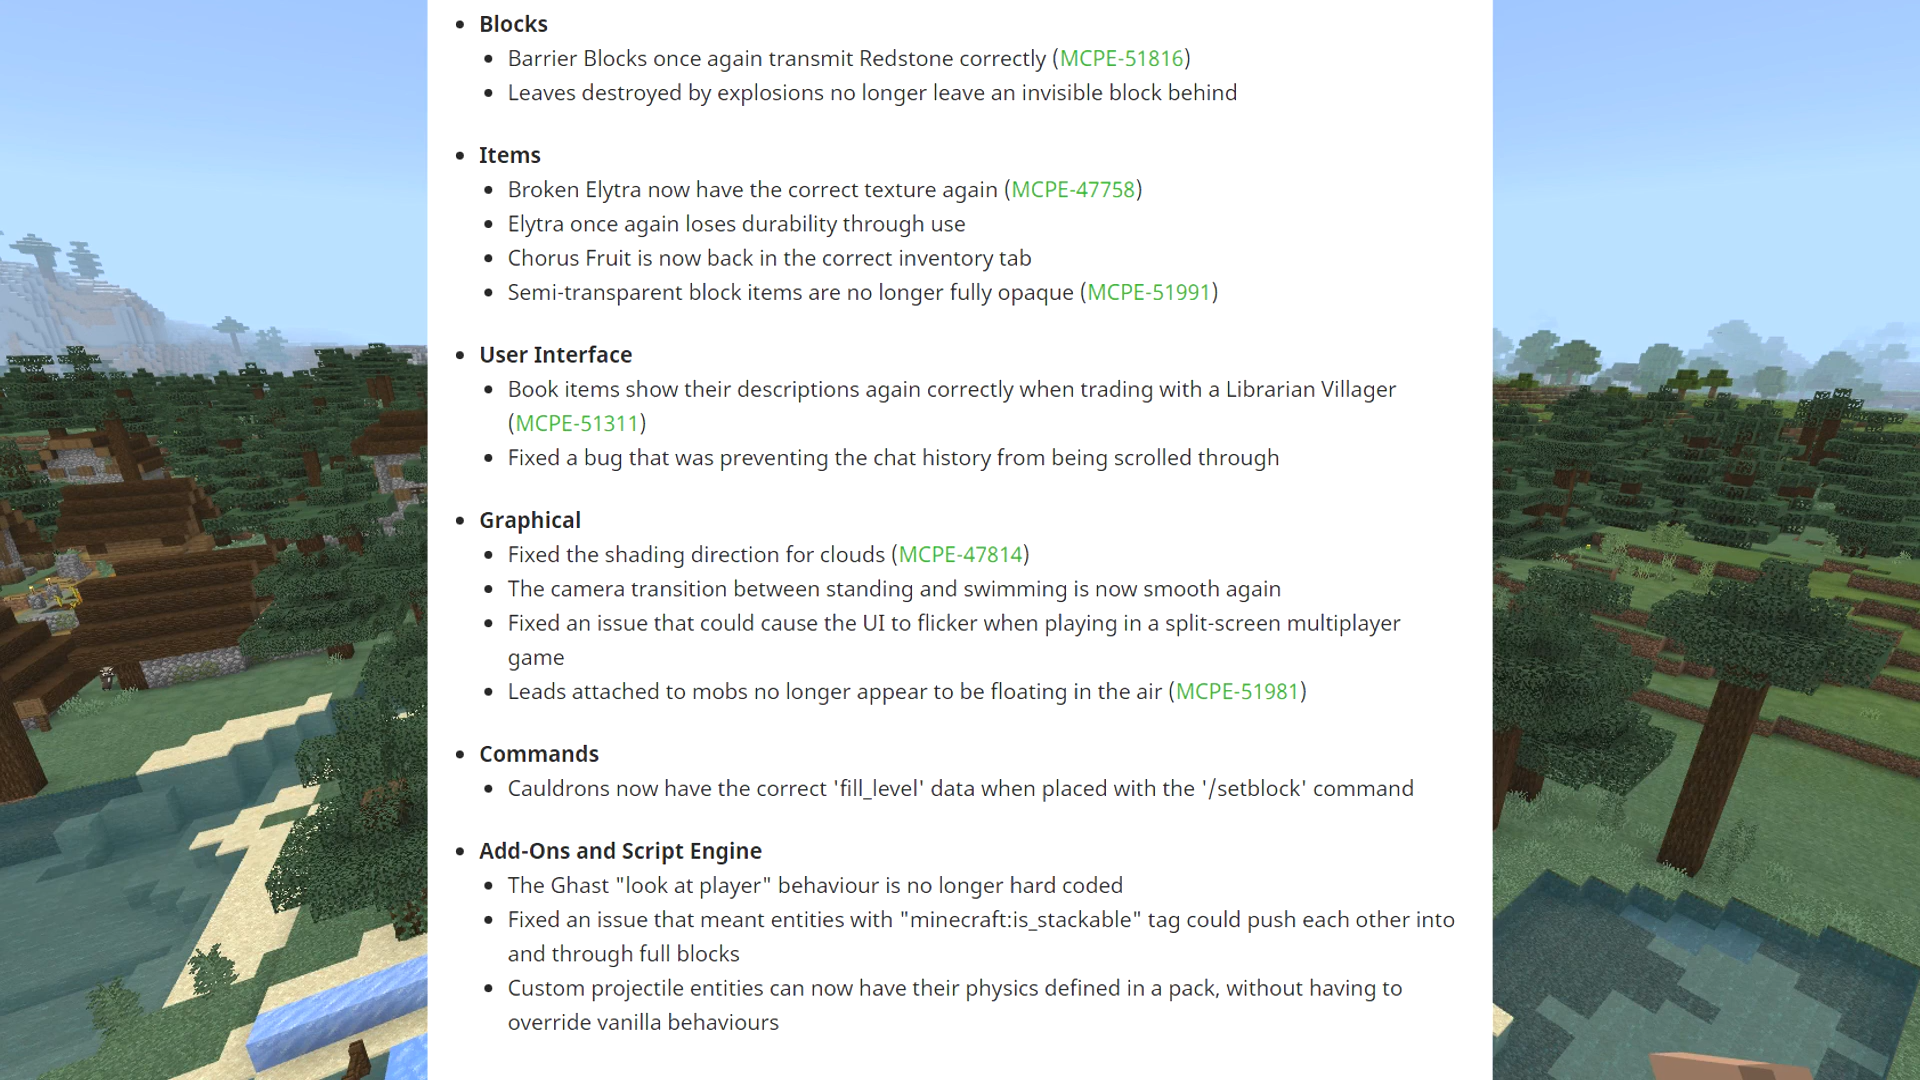 Blocks
Barrier Blocks once again transmit Redstone correctly (MCPE-51816)
Leaves destroyed by explosions no longer leave an invisible block behind
Items
Broken Elytra now have the correct texture again (MCPE-47758)
Elytra once again loses durability through use
Chorus Fruit is now back in the correct inventory tab
Semi-transparent block items are no longer fully opaque (MCPE-51991)
User Interface
Book items show their descriptions again correctly when trading with a Librarian Villager
(MCPE-51311)
Fixed a bug that was preventing the chat history from being scrolled through
Graphical
Fixed the shading direction for clouds (MCPE-47814)
The camera transition between standing and swimming is now smooth again
Fixed an issue that could cause the UI to flicker when playing in a split-screen multiplayer
game
Leads attached to mobs no longer appear to be floating in the air (MCPE-51981)
Commands
Cauldrons now have the correct 'fill_level' data when placed with the '/setblock' command
Add-Ons and Script Engine
The Ghast "look at player" behaviour is no longer hard coded
Fixed an issue that meant entities with "minecraft:is_stackable" tag could push each other into
and through full blocks
Custom projectile entities can now have their physics defined in a pack, without having to
override vanilla behaviours